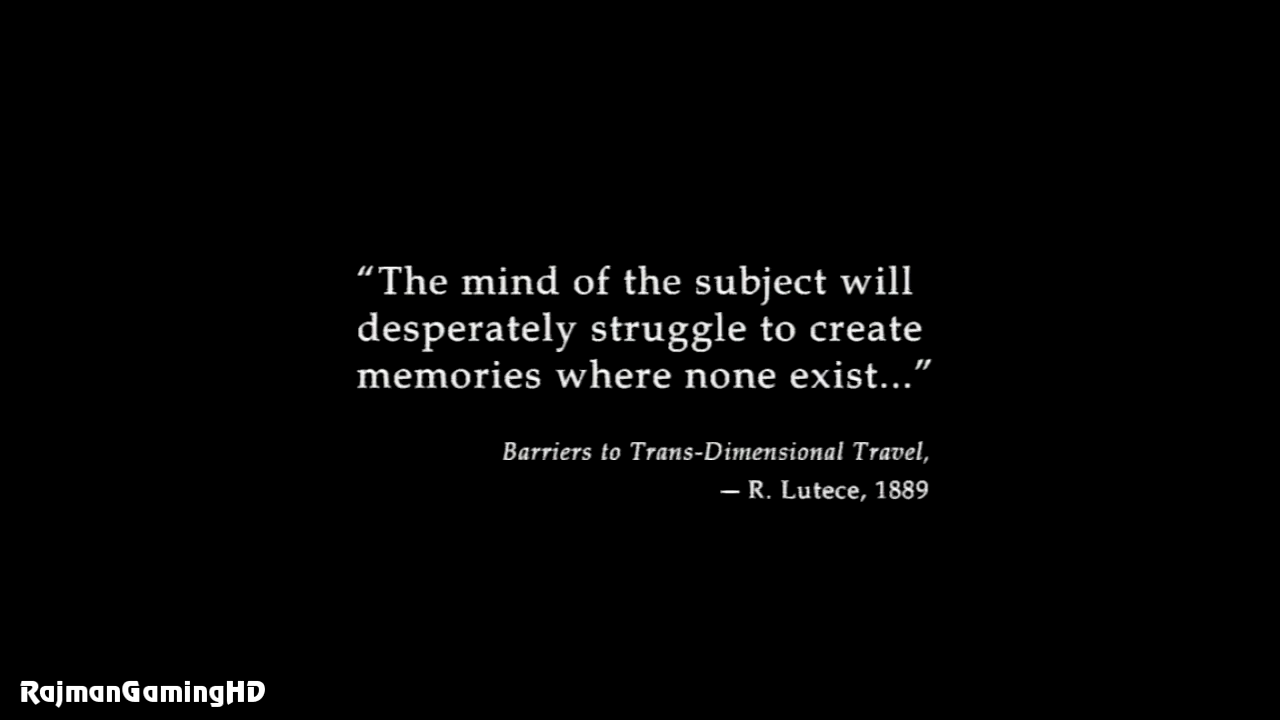 “The mind of the subject will
desperately struggle to create
memories where none exist...”
Barriers to Trans-Dimensional Travel,
— R. Lutece, 1889
RajmanGamingHD